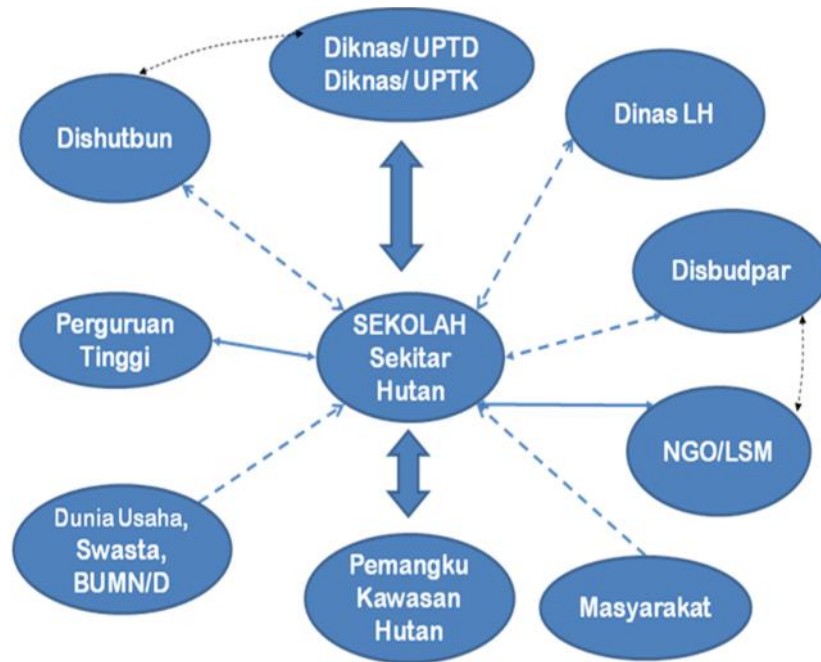 Diknas/ UPTD
Diknas/ UPTK
Dishutbun
Dinas LH
Disbudpar
Perguruan
Tinggi
SEKOLAH
Sekitar
Hutan
NGO/LSM
Dunia Usaha,
Swasta,
BUMN/D
Pemangku
Kawasan
Hutan
Masyarakat